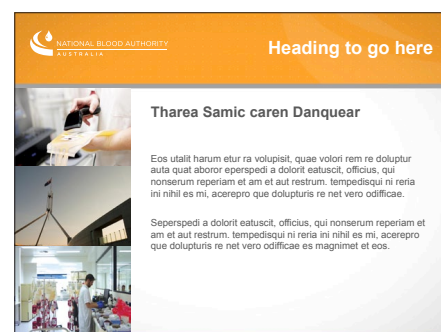 NATIONAL BLOOD AUTHORITY
AUSTRALIA
Heading to go here
Tharea Samic caren Danquear
Eos utalit harum etur ra volupisit, quae volori rem re doluptur
auta quat aboror eperspedi a dolorit eatuscit, officius, qui
nonserum reperiam et am et aut restrum. tempedisqui ni reria
ini nihil es mi, acerepro que dolupturis re net vero odifficae.
Seperspedi a dolorit eatuscit, officius, qui nonserum reperiam et
am et aut restrum. tempedisqui ni reria ini nihil es mi, acerepro
que dolupturis re net vero odifficae es magnimet et eos.